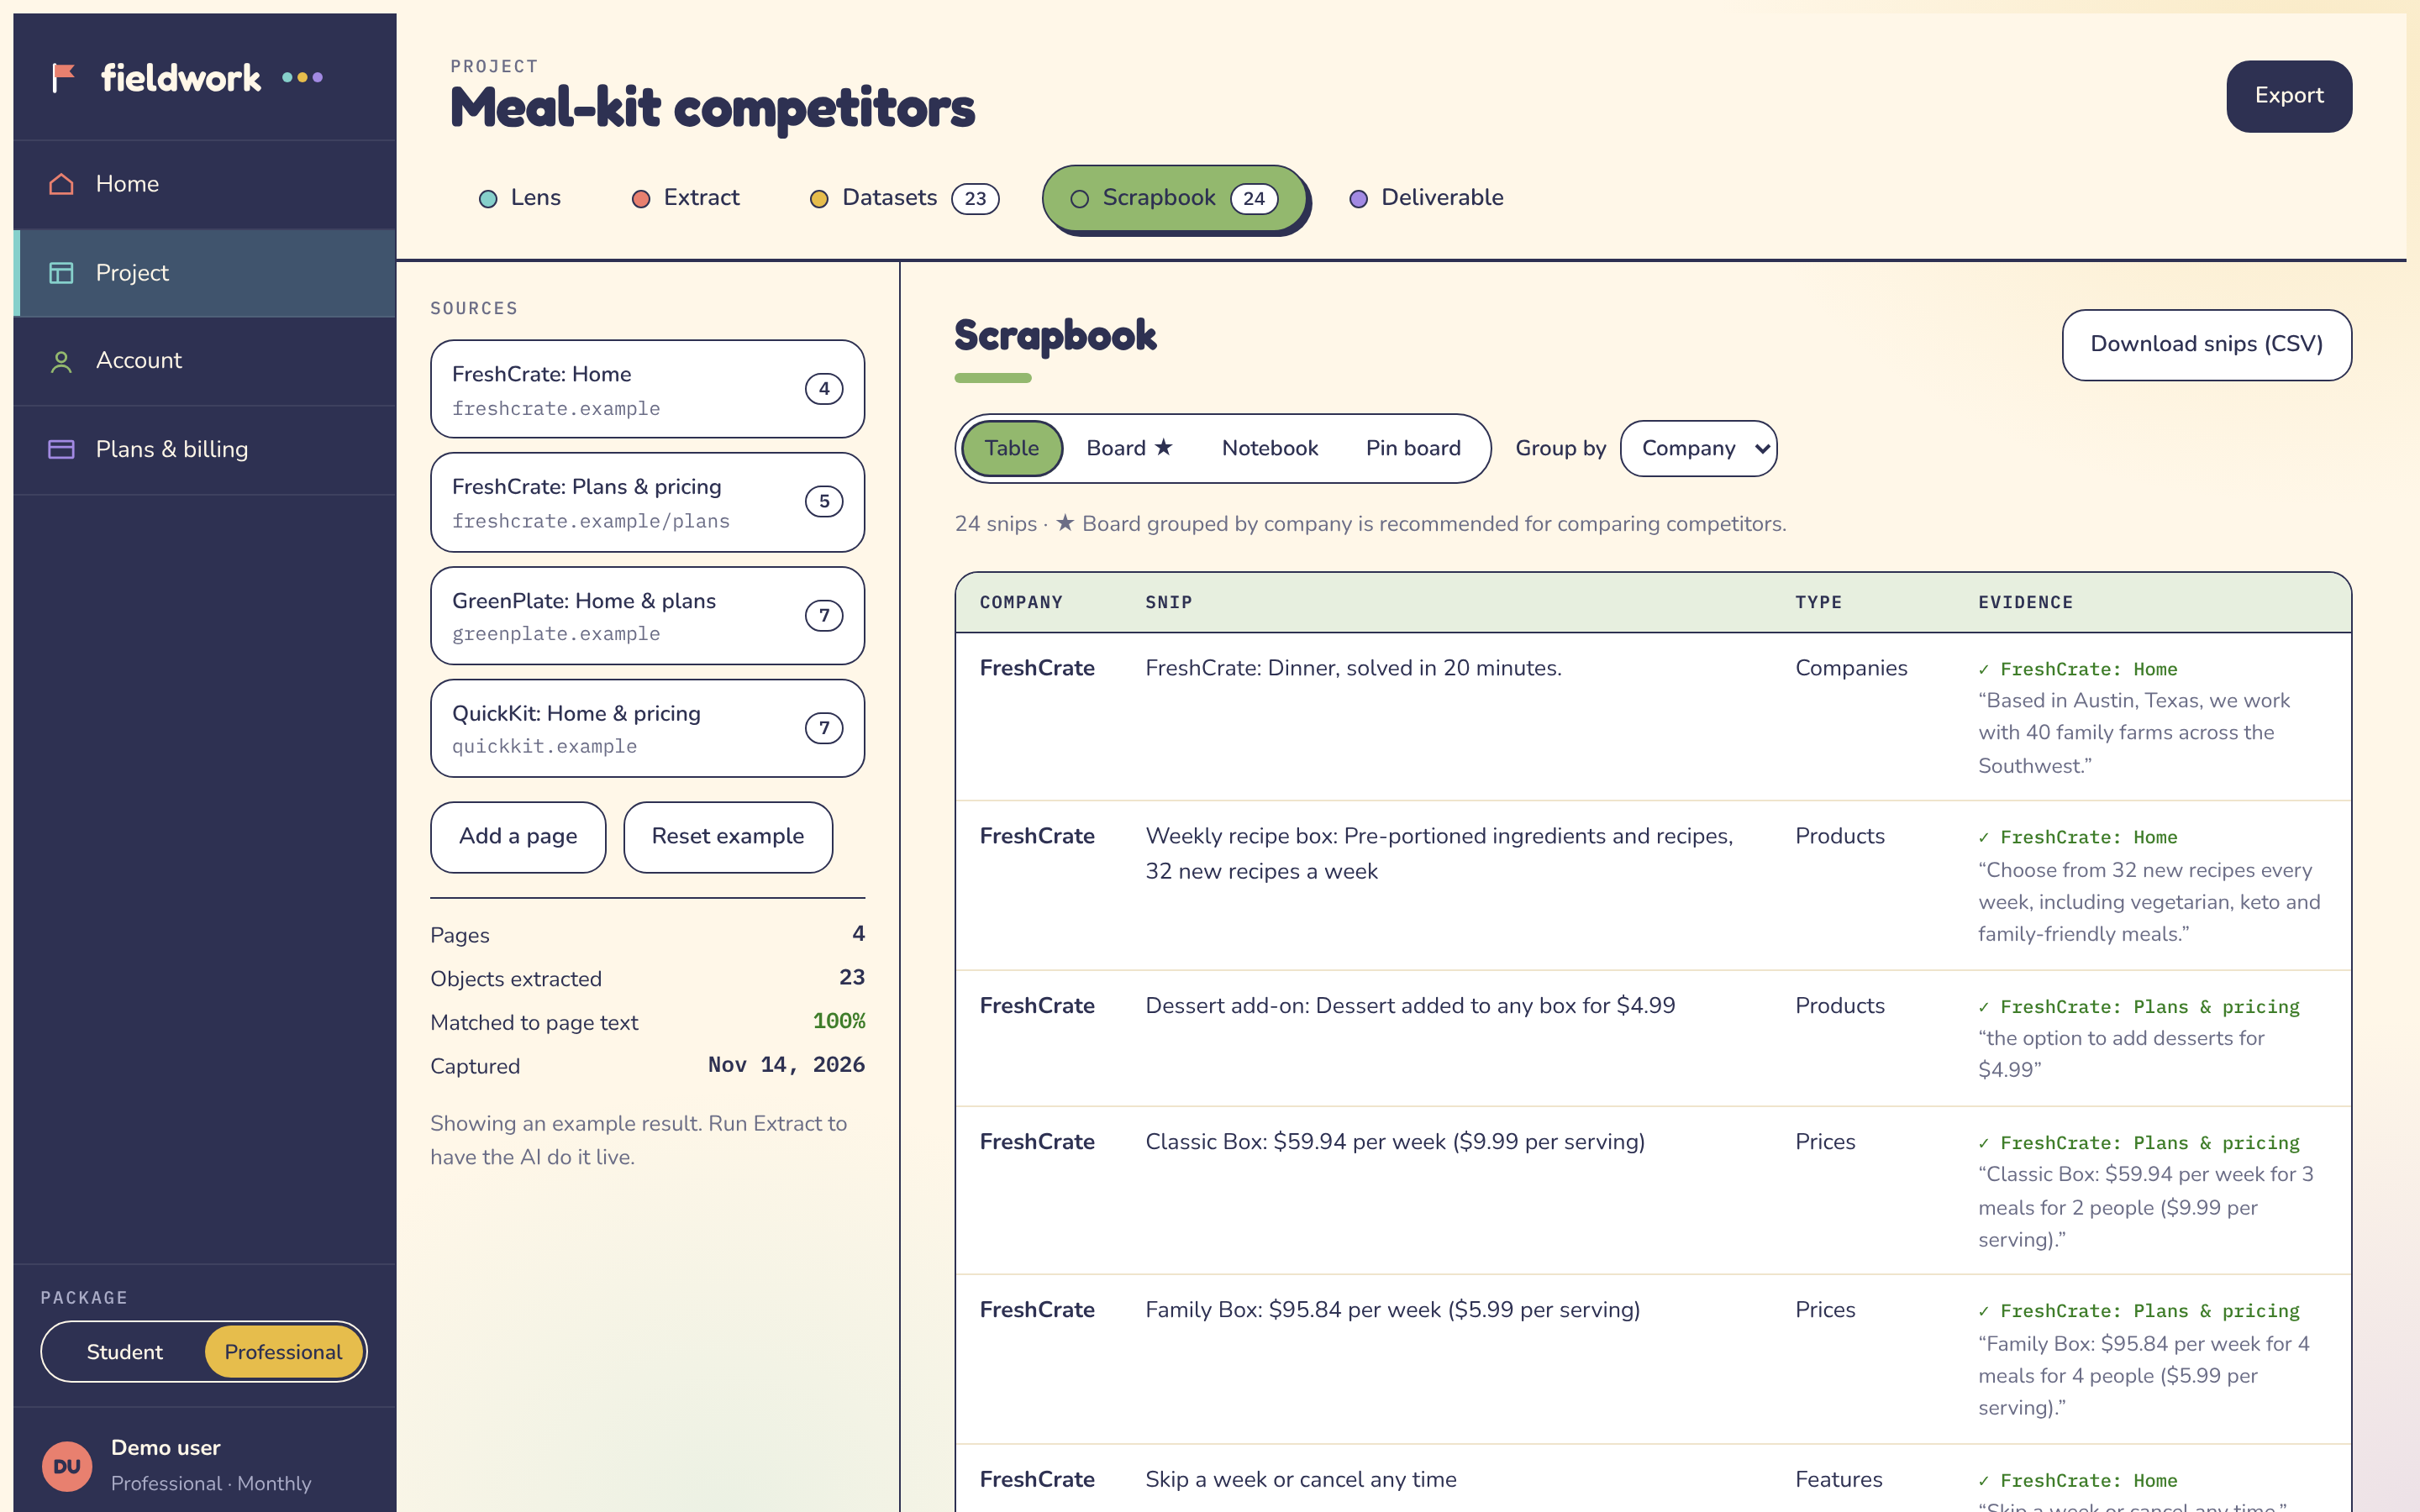 fieldwork
Home
Project
Account
Plans & billing
PACKAGE
Student
Professional
DU
Demo user
Professional · Monthly
PROJECT
Meal-kit competitors
Export
Lens
Extract
Datasets 23
Scrapbook 24
Deliverable
SOURCES
FreshCrate: Home
freshcrate.example
4
FreshCrate: Plans & pricing
freshcrate.example/plans
5
GreenPlate: Home & plans
greenplate.example
7
QuickKit: Home & pricing
quickkit.example
7
Add a page
Reset example
Pages 4
Objects extracted 23
Matched to page text 100%
Captured Nov 14, 2026
Showing an example result. Run Extract to
have the AI do it live.
Scrapbook
Download snips (CSV)
Table
Board ★
Notebook
Pin board
Group by
Company
24 snips · ★ Board grouped by company is recommended for comparing competitors.
COMPANY SNIP TYPE EVIDENCE
FreshCrate
FreshCrate: Dinner, solved in 20 minutes.
Companies
✓ FreshCrate: Home
“Based in Austin, Texas, we work
with 40 family farms across the
Southwest.”
FreshCrate
Weekly recipe box: Pre-portioned ingredients and recipes,
32 new recipes a week
Products
✓ FreshCrate: Home
“Choose from 32 new recipes every
week, including vegetarian, keto and
family-friendly meals.”
FreshCrate
Dessert add-on: Dessert added to any box for $4.99
Products
✓ FreshCrate: Plans & pricing
“the option to add desserts for
$4.99”
FreshCrate
Classic Box: $59.94 per week ($9.99 per serving)
Prices
✓ FreshCrate: Plans & pricing
“Classic Box: $59.94 per week for 3
meals for 2 people ($9.99 per
serving).”
FreshCrate
Family Box: $95.84 per week ($5.99 per serving)
Prices
✓ FreshCrate: Plans & pricing
“Family Box: $95.84 per week for 4
meals for 4 people ($5.99 per
serving).”
FreshCrate
Skip a week or cancel any time
Features
✓ FreshCrate: Home
“Skip a week or cancel any time.”